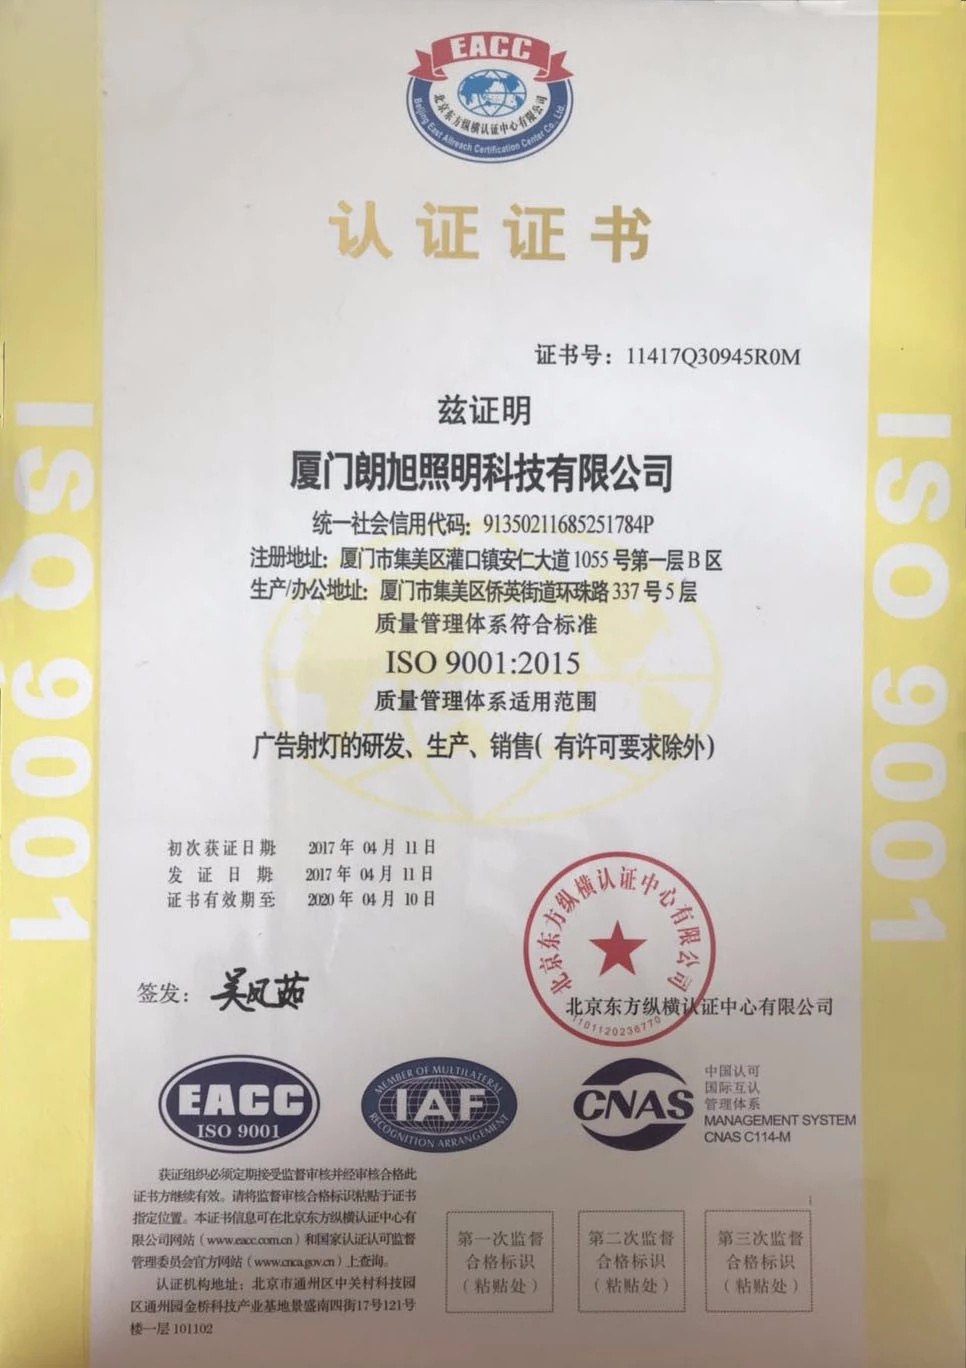 EACC
北京东方纵横认证中心有限公司
Beijing East Allreach Certification Center Co., Ltd.
认证证书
证书号：11417Q30945R0M
兹证明
厦门朗旭照明科技有限公司
统一社会信用代码：91350211685251784P
注册地址：厦门市集美区灌口镇安仁大道1055号第一层B区
生产/办公地址：厦门市集美区侨英街道环珠路337号5层
质量管理体系符合标准
ISO 9001:2015
质量管理体系适用范围
广告射灯的研发、生产、销售(有许可要求除外)
ISO 9001
ISO 9001
初次获证日期: 2017年04月11日
发证日期: 2017年04月11日
证书有效期至: 2020年04月10日
签发：吴凤茹
北京东方纵横认证中心有限公司
1101120236770
北京东方纵横认证中心有限公司
EACC
ISO 9001
MEMBER OF MULTILATERAL
IAF
RECOGNITION ARRANGEMENT
CNAS
中国认可
国际互认
管理体系
MANAGEMENT SYSTEM
CNAS C114-M
获证组织必须定期接受监督审核并经审核合格此
证书方继续有效。请将监督审核合格标识粘贴于证书
指定位置。本证书信息可在北京东方纵横认证中心有
限公司网站（www.eacc.com.cn）和国家认证认可监督
管理委员会官方网站（www.cnca.gov.cn）上查询。
认证机构地址：北京市通州区中关村科技园
区通州园金桥科技产业基地景盛南四街17号121号
楼一层101102
第一次监督
合格标识
（粘贴处）
第二次监督
合格标识
（粘贴处）
第三次监督
合格标识
（粘贴处）